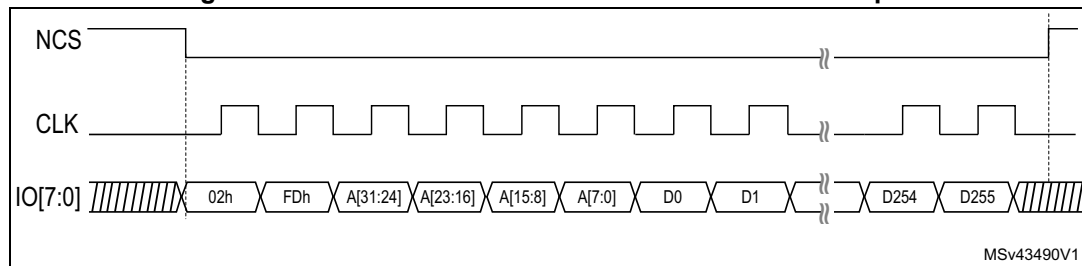 NCS
CLK
IO[7:0] 02h FDh A[31:24] A[23:16] A[15:8] A[7:0] D0 D1 D254 D255
MSv43490V1